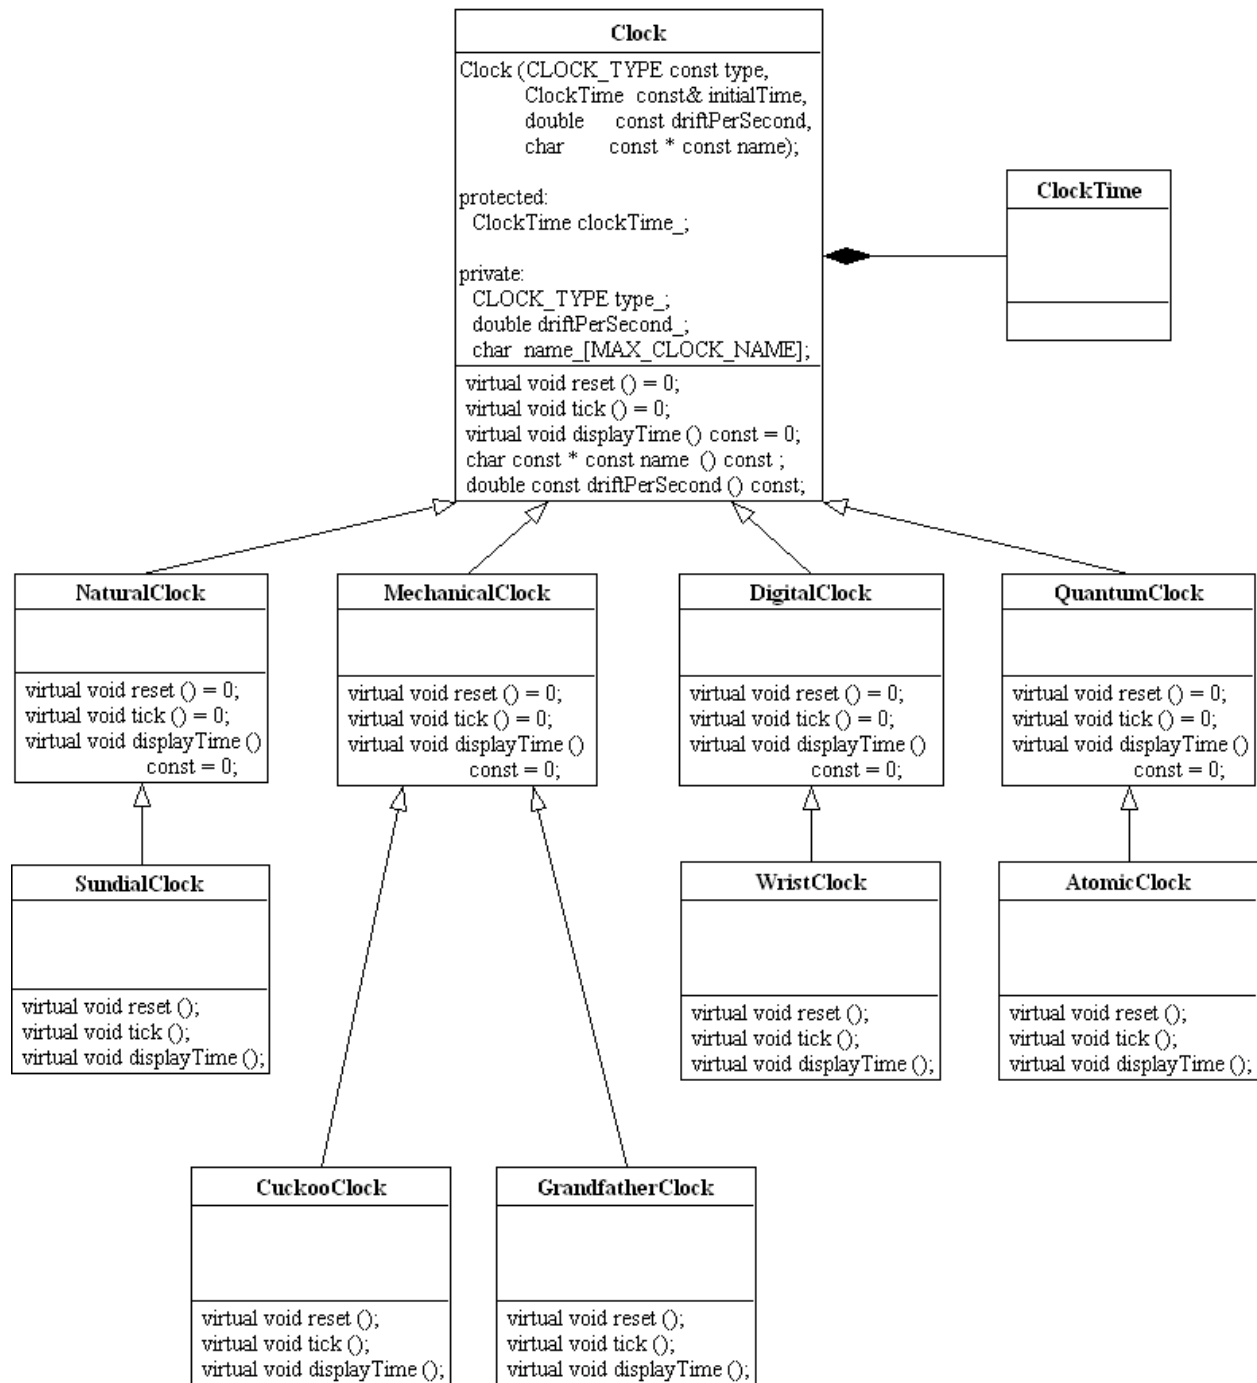 Clock
Clock (CLOCK_TYPE const type,
ClockTime const& initialTime,
double const driftPerSecond,
char const * const name);
protected:
ClockTime clockTime_;
private:
CLOCK_TYPE type_;
double driftPerSecond_;
char name_[MAX_CLOCK_NAME];
virtual void reset () = 0;
virtual void tick () = 0;
virtual void displayTime () const = 0;
char const * const name () const ;
double const driftPerSecond () const;
ClockTime
NaturalClock
virtual void reset () = 0;
virtual void tick () = 0;
virtual void displayTime ()
const = 0;
MechanicalClock
virtual void reset () = 0;
virtual void tick () = 0;
virtual void displayTime ()
const = 0;
DigitalClock
virtual void reset () = 0;
virtual void tick () = 0;
virtual void displayTime ()
const = 0;
QuantumClock
virtual void reset () = 0;
virtual void tick () = 0;
virtual void displayTime ()
const = 0;
SundialClock
virtual void reset ();
virtual void tick ();
virtual void displayTime ();
WristClock
virtual void reset ();
virtual void tick ();
virtual void displayTime ();
AtomicClock
virtual void reset ();
virtual void tick ();
virtual void displayTime ();
CuckooClock
virtual void reset ();
virtual void tick ();
virtual void displayTime ();
GrandfatherClock
virtual void reset ();
virtual void tick ();
virtual void displayTime ();